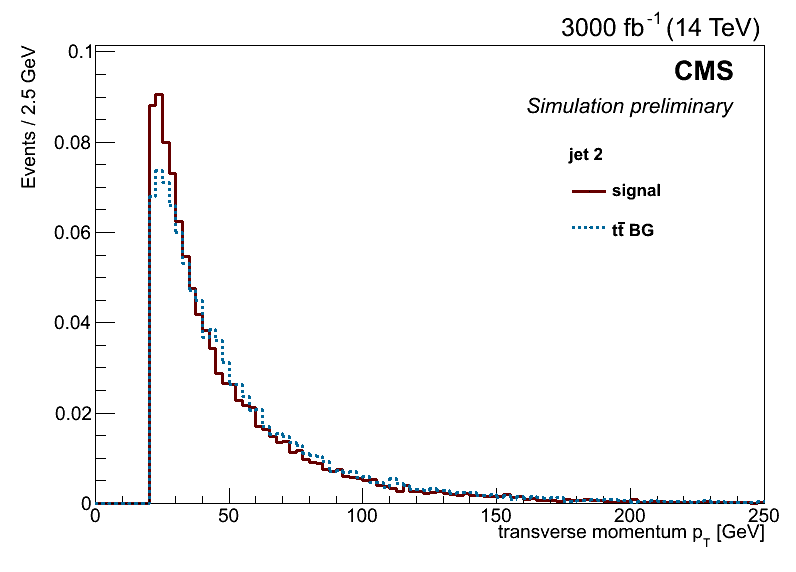 3000 fb⁻¹ (14 TeV)
CMS
Simulation preliminary
jet 2
signal
tt̄ BG
Events / 2.5 GeV
0.1
0.08
0.06
0.04
0.02
0
0 50 100 150 200 250
transverse momentum p_T [GeV]